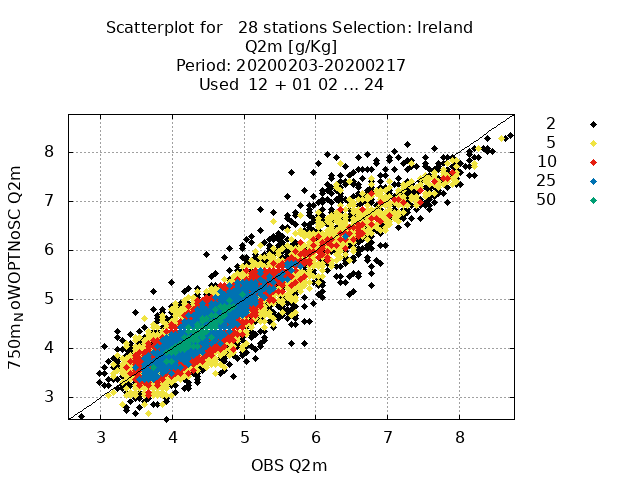 Scatterplot for   28 stations Selection: Ireland
Q2m [g/Kg]
Period: 20200203-20200217
Used  12 + 01 02 ... 24
2
5
10
25
50
8
7
6
5
4
3
750m_NoWOPTNoSC Q2m
3 4 5 6 7 8
OBS Q2m